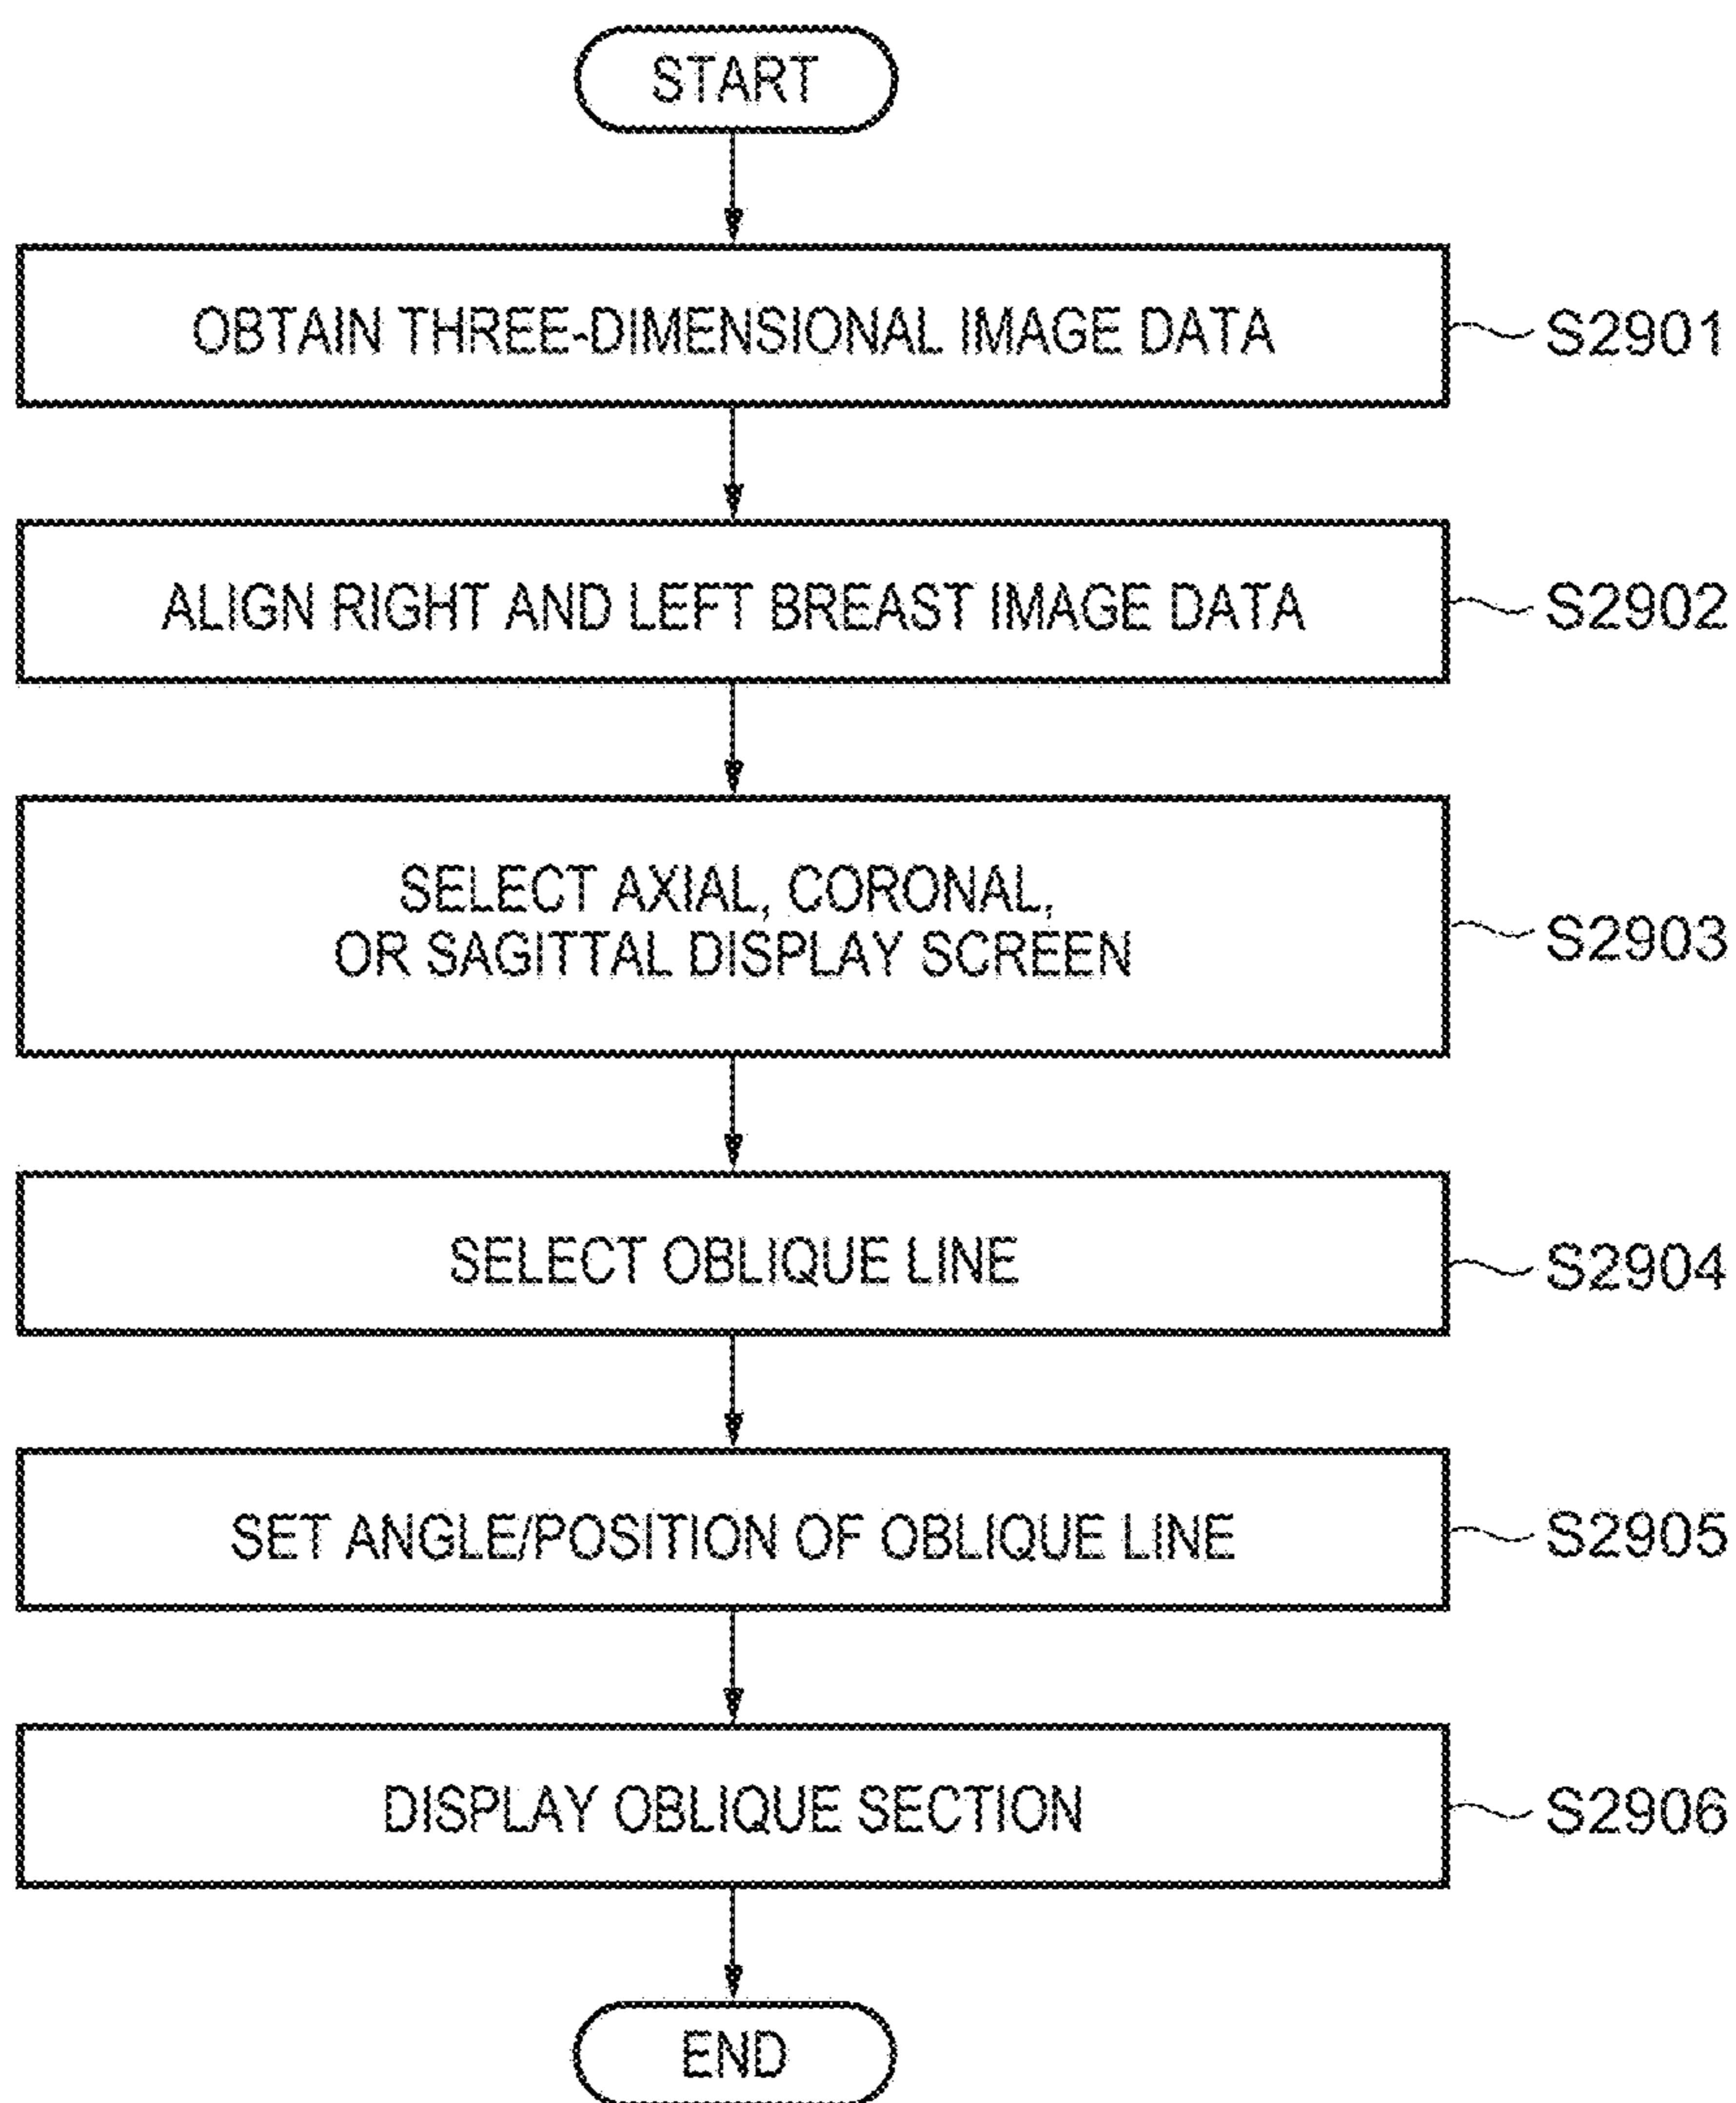 START
OBTAIN THREE-DIMENSIONAL IMAGE DATA
S2901
ALIGN RIGHT AND LEFT BREAST IMAGE DATA
S2902
SELECT AXIAL, CORONAL,
OR SAGITTAL DISPLAY SCREEN
S2903
SELECT OBLIQUE LINE
S2904
SET ANGLE/POSITION OF OBLIQUE LINE
S2905
DISPLAY OBLIQUE SECTION
S2906
END